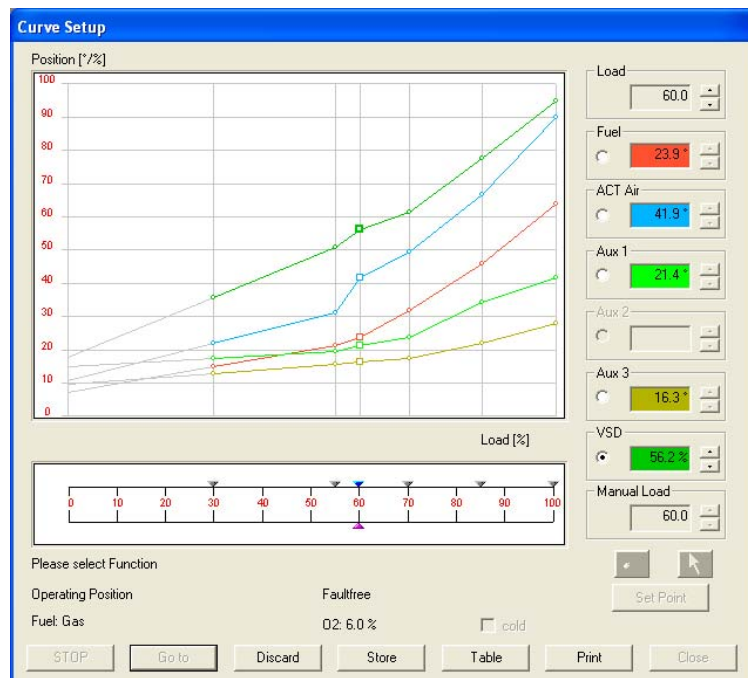 Curve Setup
Position [°/%]
100
90
80
70
60
50
40
30
20
10
0
Load [%]
0 10 20 30 40 50 60 70 80 90 100
Please select Function
Operating Position Faultfree
Fuel: Gas O2: 6.0 % cold
STOP Go to Discard Store Table Print Close
Load
60.0
Fuel
23.9 °
ACT Air
41.9 °
Aux 1
21.4 °
Aux 2
Aux 3
16.3 °
VSD
56.2 %
Manual Load
60.0
Set Point